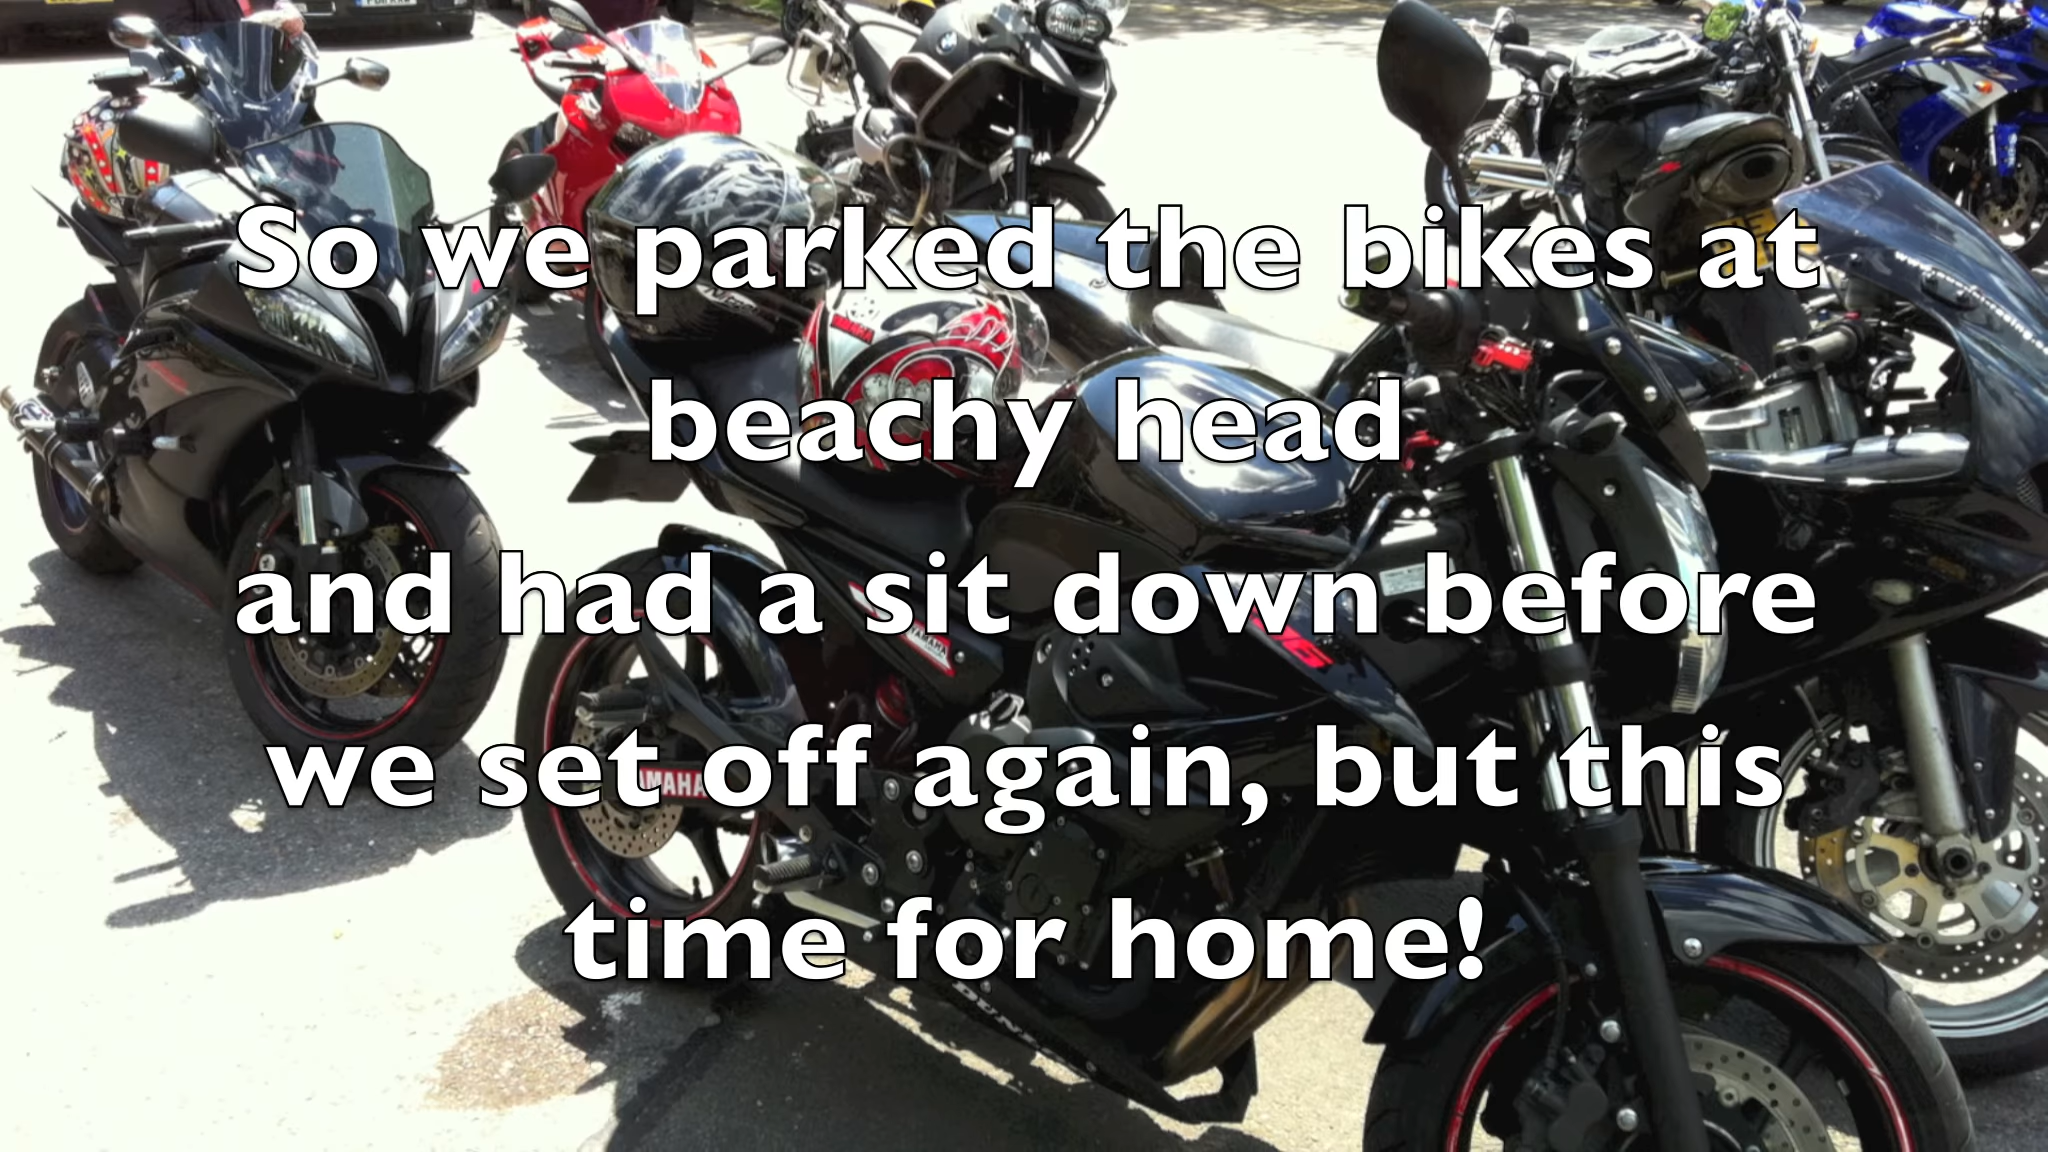 So we parked the bikes at
beachy head
and had a sit down before
we set off again, but this
time for home!
YAMAHA